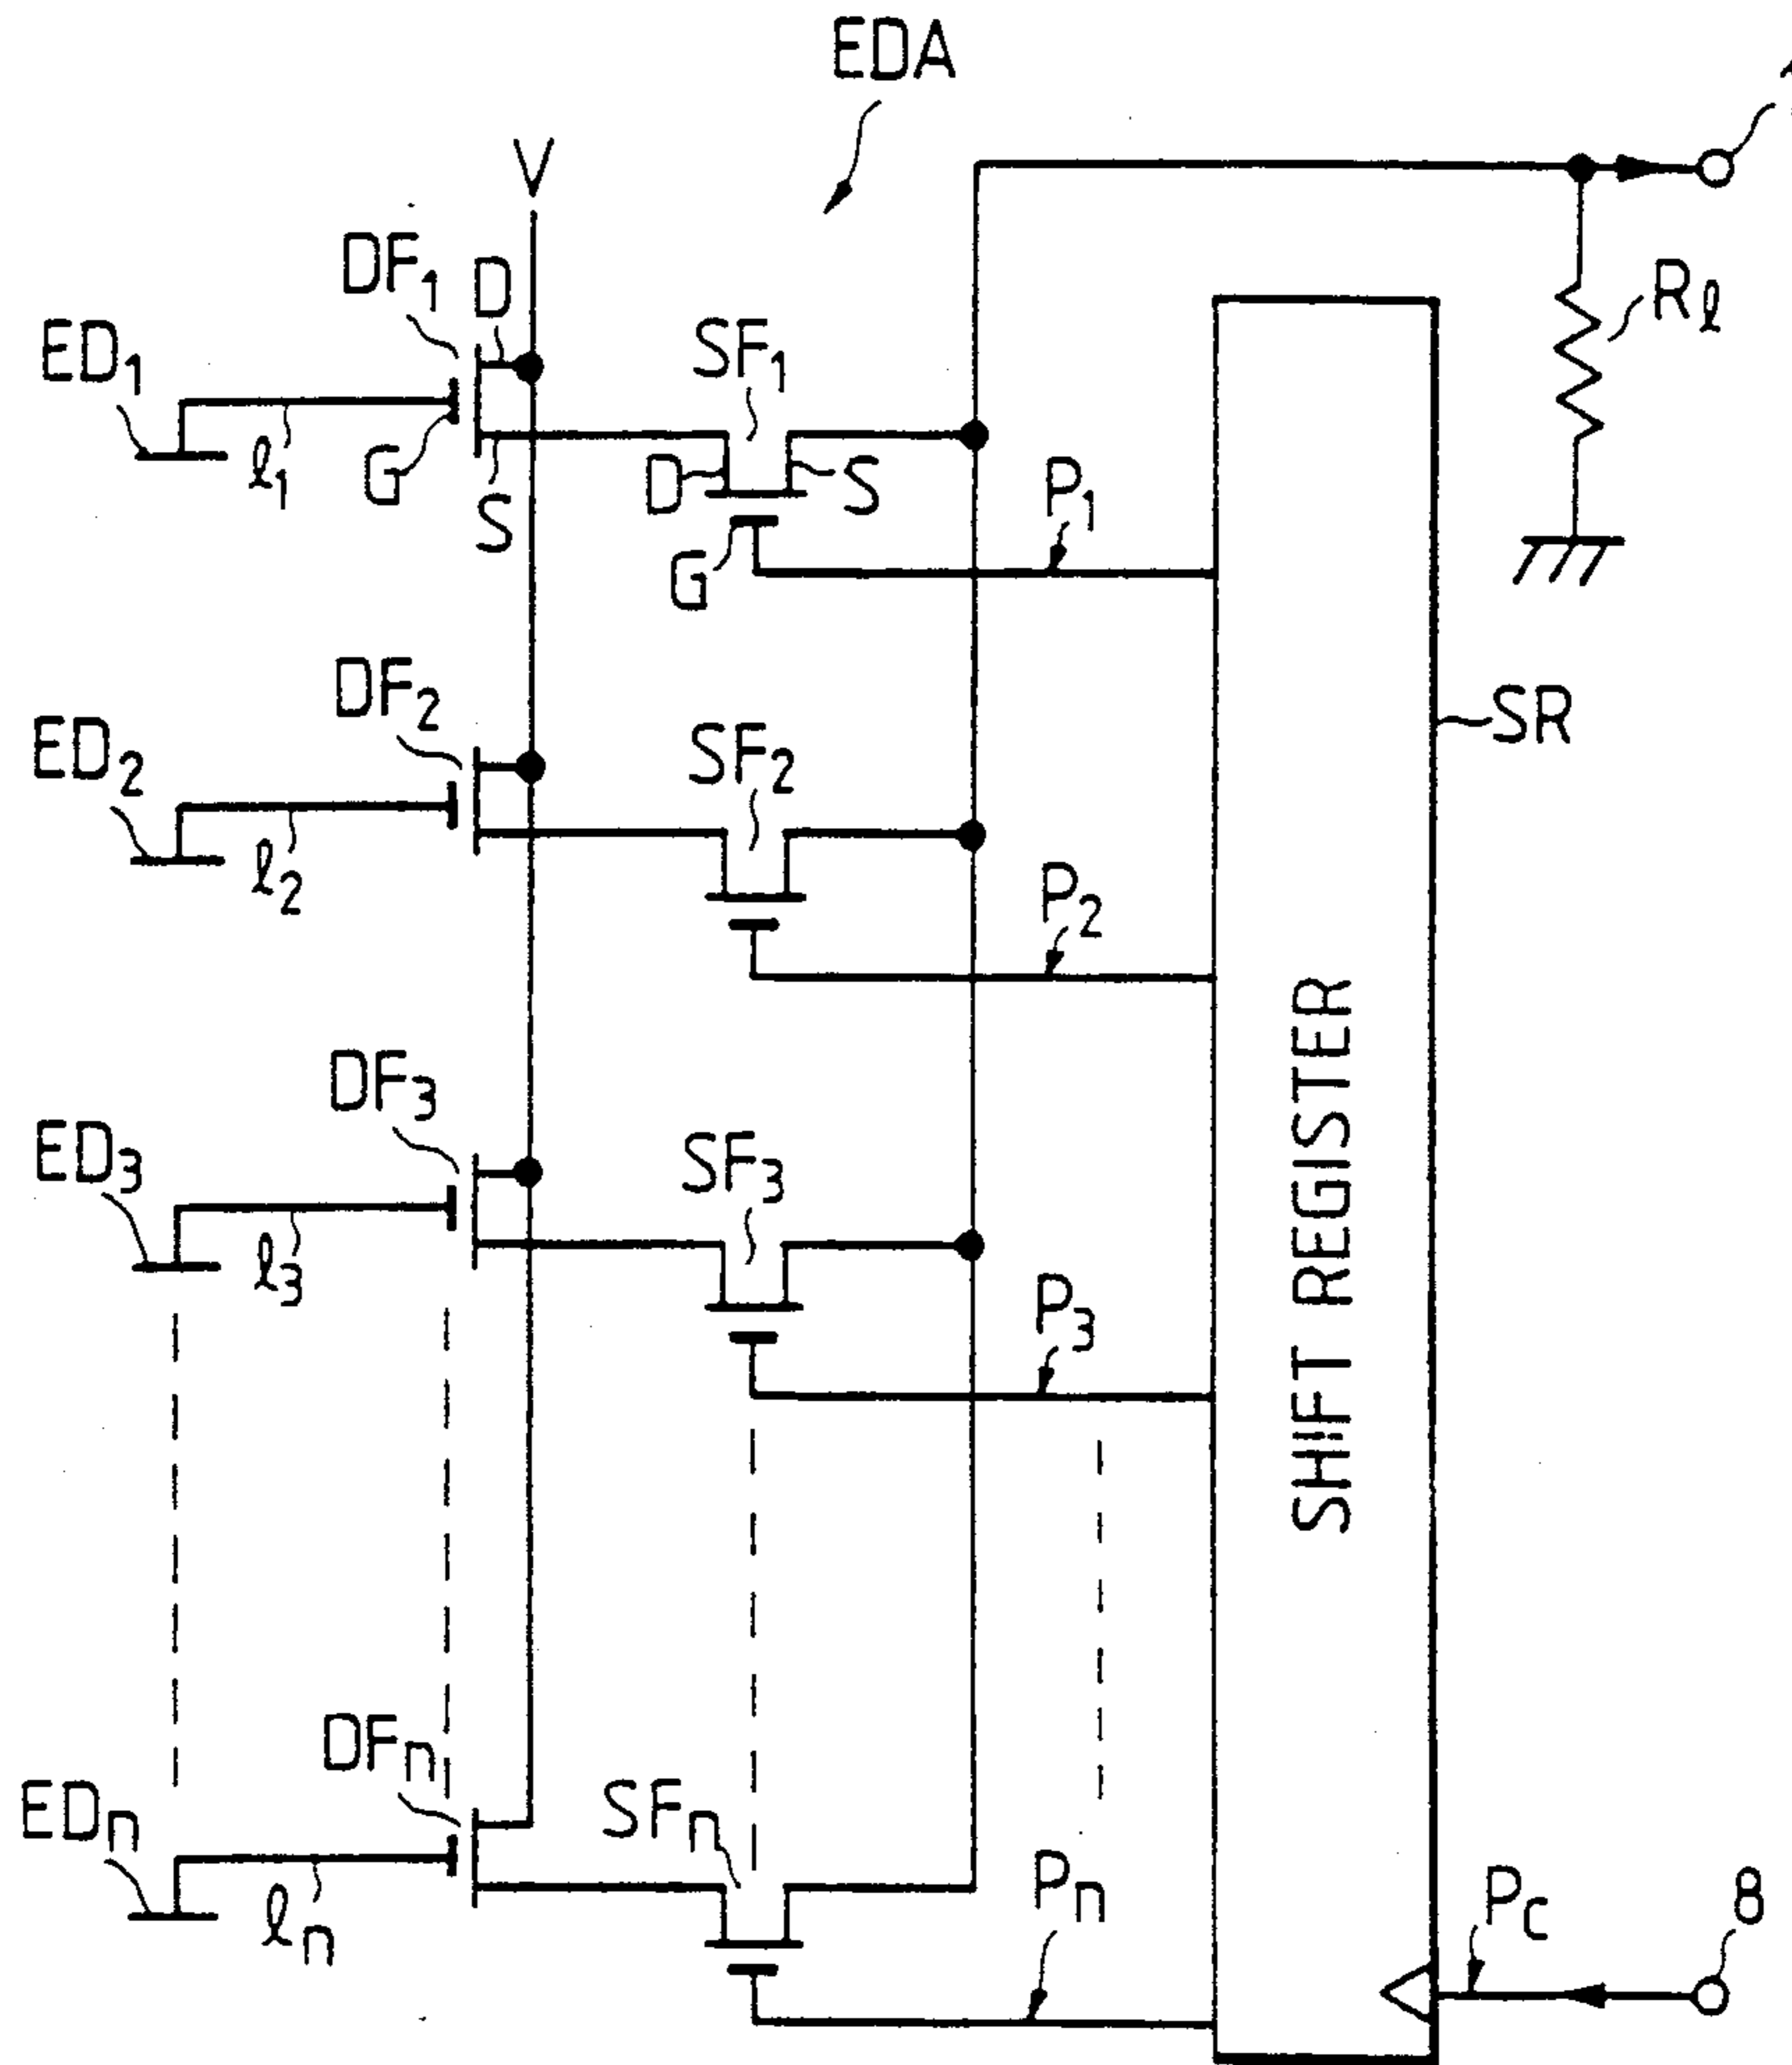 EDA
V
DF1
D
ED1
SF1
Rℓ
ℓ1
G
S
D
S
G
P1
DF2
SR
ED2
SF2
ℓ2
P2
DF3
ED3
SF3
ℓ3
P3
SHIFT REGISTER
DFn
EDn
SFn
ℓn
Pn
PC
8